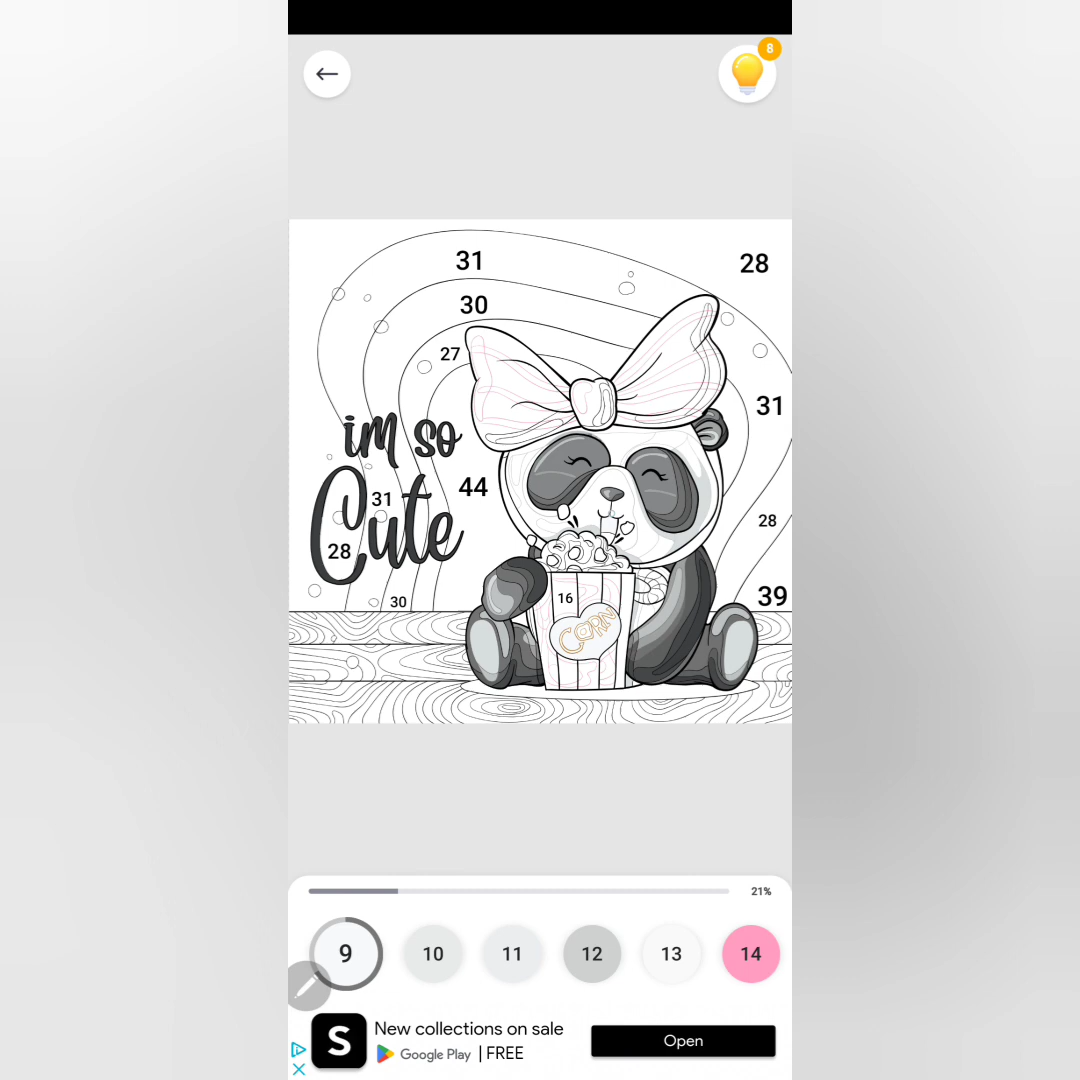 8
31
28
30
27
31
im so
44
31
Cute
28
28
39
30
16
CORN
21%
9 10 11 12 13 14
S
New collections on sale
Google Play | FREE
Open